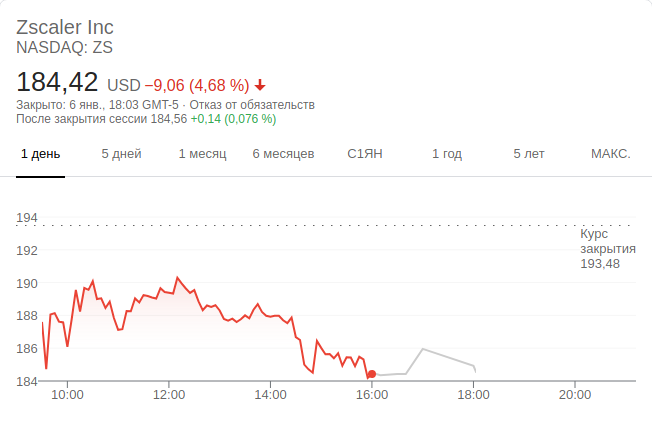 Zscaler Inc
NASDAQ: ZS
184,42 USD −9,06 (4,68 %)
Закрыто: 6 янв., 18:03 GMT-5 · Отказ от обязательств
После закрытия сессии 184,56 +0,14 (0,076 %)
1 день 5 дней 1 месяц 6 месяцев С1ЯН 1 год 5 лет МАКС.
194
Курс
закрытия
193,48
192
190
188
186
184
10:00 12:00 14:00 16:00 18:00 20:00